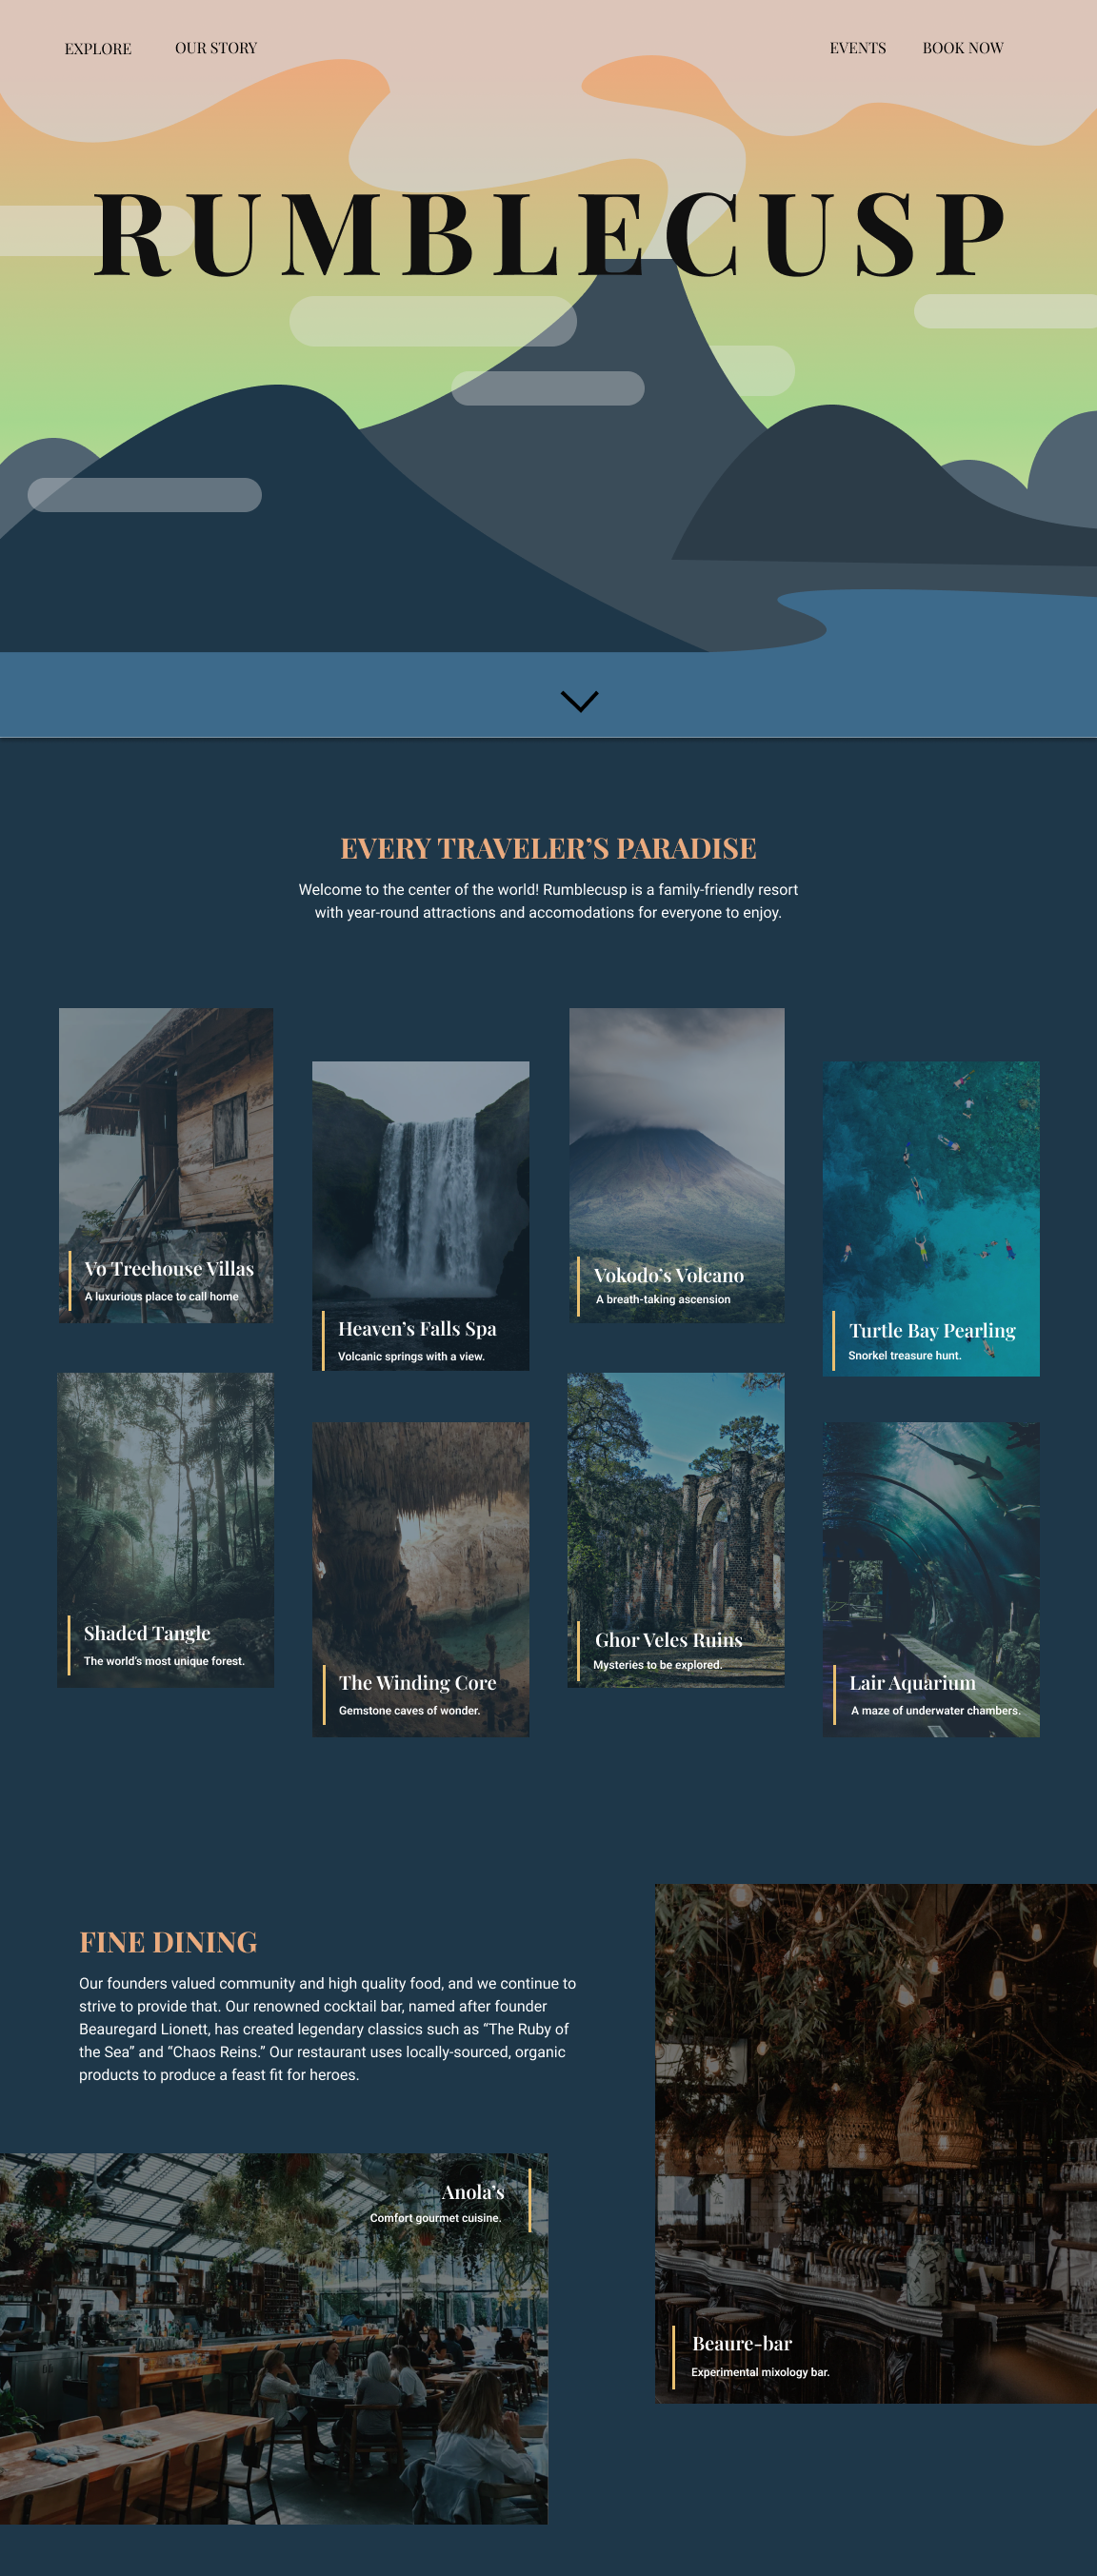 EXPLORE
OUR STORY
EVENTS
BOOK NOW
RUMBLECUSP
EVERY TRAVELER’S PARADISE
Welcome to the center of the world! Rumblecusp is a family-friendly resort
with year-round attractions and accomodations for everyone to enjoy.
Vo Treehouse Villas
A luxurious place to call home
Heaven’s Falls Spa
Volcanic springs with a view.
Vokodo’s Volcano
A breath-taking ascension
Turtle Bay Pearling
Snorkel treasure hunt.
Shaded Tangle
The world’s most unique forest.
The Winding Core
Gemstone caves of wonder.
Ghor Veles Ruins
Mysteries to be explored.
Lair Aquarium
A maze of underwater chambers.
FINE DINING
Our founders valued community and high quality food, and we continue to
strive to provide that. Our renowned cocktail bar, named after founder
Beauregard Lionett, has created legendary classics such as “The Ruby of
the Sea” and “Chaos Reins.” Our restaurant uses locally-sourced, organic
products to produce a feast fit for heroes.
Anola’s
Comfort gourmet cuisine.
Beaure-bar
Experimental mixology bar.